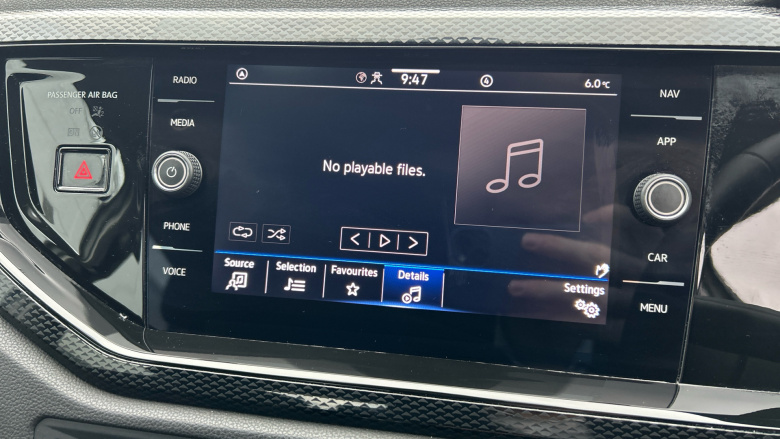 RADIO
MEDIA
PHONE
VOICE
PASSENGER AIR BAG
OFF
9:47
4
6.0°C
No playable files.
Source
Selection
Favourites
Details
Settings
NAV
APP
CAR
MENU